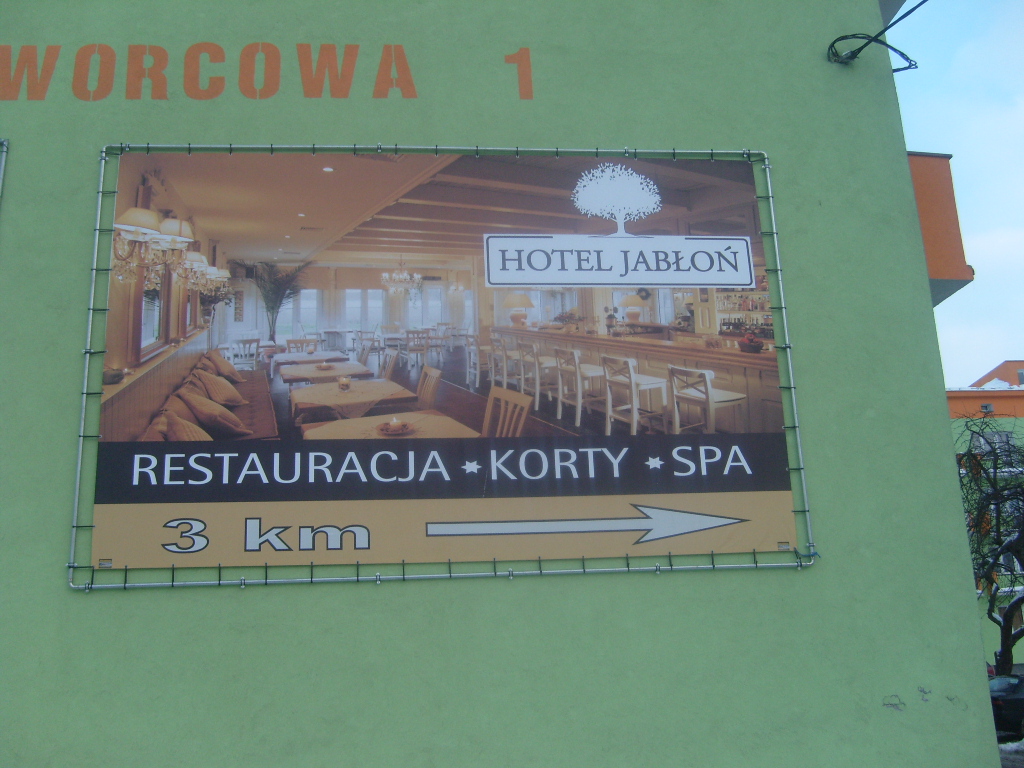 WORCOWA 1
HOTEL JABŁOŃ
RESTAURACJA * KORTY * SPA
3 km